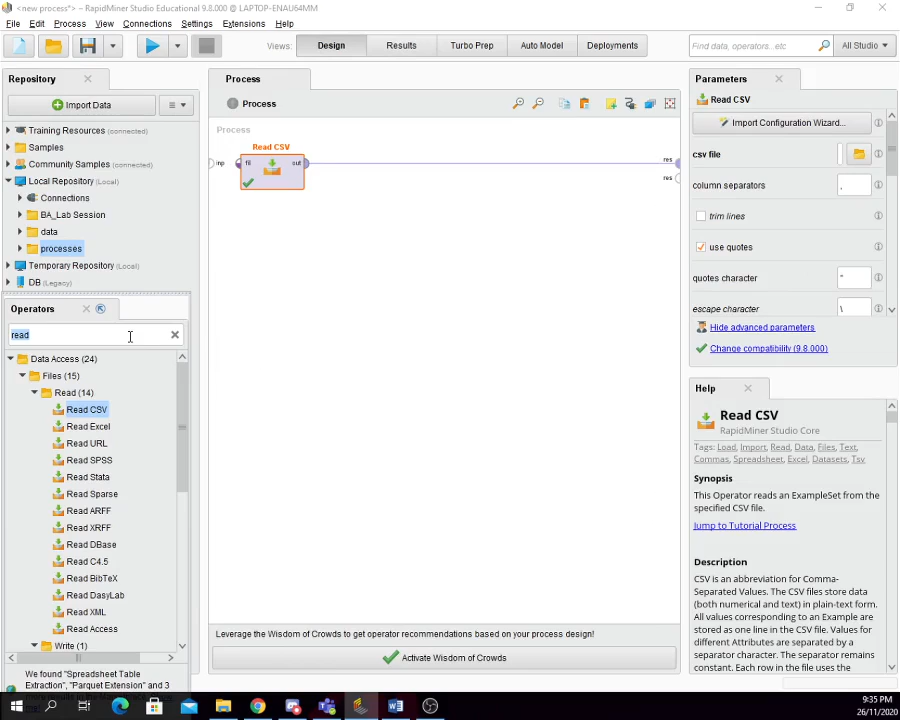 <new process*> – RapidMiner Studio Educational 9.8.000 @ LAPTOP-ENAU64MM
File Edit Process View Connections Settings Extensions Help
Views: Design Results Turbo Prep Auto Model Deployments
Find data, operators...etc
All Studio
Repository
Import Data
Training Resources (connected)
Samples
Community Samples (connected)
Local Repository (Local)
Connections
BA_Lab Session
data
processes
Temporary Repository (Local)
DB (Legacy)
Operators
read
Data Access (24)
Files (15)
Read (14)
Read CSV
Read Excel
Read URL
Read SPSS
Read Stata
Read Sparse
Read ARFF
Read XRFF
Read DBase
Read C4.5
Read BibTeX
Read DasyLab
Read XML
Read Access
Write (1)
We found "Spreadsheet Table
Extraction", "Parquet Extension" and 3
Process
Process
Process
Read CSV
inp
fil
out
res
res
Leverage the Wisdom of Crowds to get operator recommendations based on your process design!
Activate Wisdom of Crowds
Parameters
Read CSV
Import Configuration Wizard...
csv file
column separators ,
trim lines
use quotes
quotes character "
escape character \
Hide advanced parameters
Change compatibility (9.8.000)
Help
Read CSV
RapidMiner Studio Core
Tags: Load, Import, Read, Data, Files, Text,
Commas, Spreadsheet, Excel, Datasets, Tsv
Synopsis
This Operator reads an ExampleSet from the
specified CSV file.
Jump to Tutorial Process
Description
CSV is an abbreviation for Comma-
Separated Values. The CSV files store data
(both numerical and text) in plain-text form.
All values corresponding to an Example are
stored as one line in the CSV file. Values for
different Attributes are separated by a
separator character. The separator remains
constant. Each row in the file uses the
9:35 PM
26/11/2020